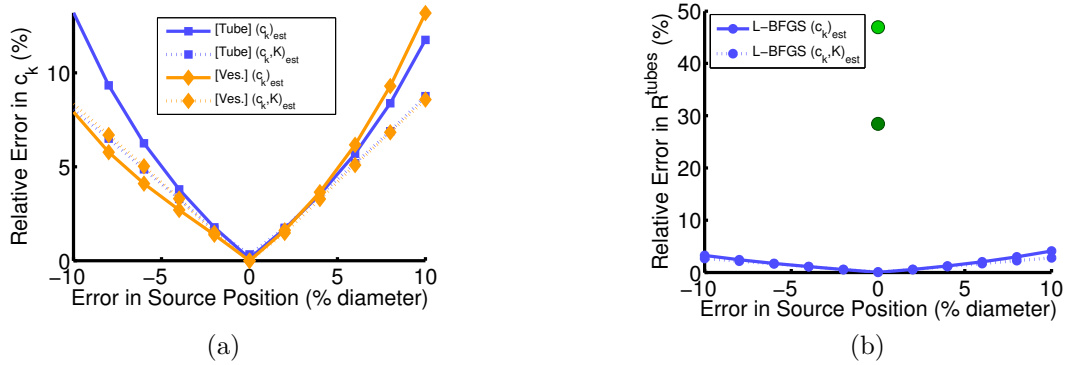 Relative Error in c_k (%)
10
5
0
[Tube] (c_k)_est
[Tube] (c_k,K)_est
[Ves.] (c_k)_est
[Ves.] (c_k,K)_est
−10 −5 0 5 10
Error in Source Position (% diameter)
(a)
Relative Error in R^tubes (%)
50
40
30
20
10
0
L−BFGS (c_k)_est
L−BFGS (c_k,K)_est
−10 −5 0 5 10
Error in Source Position (% diameter)
(b)